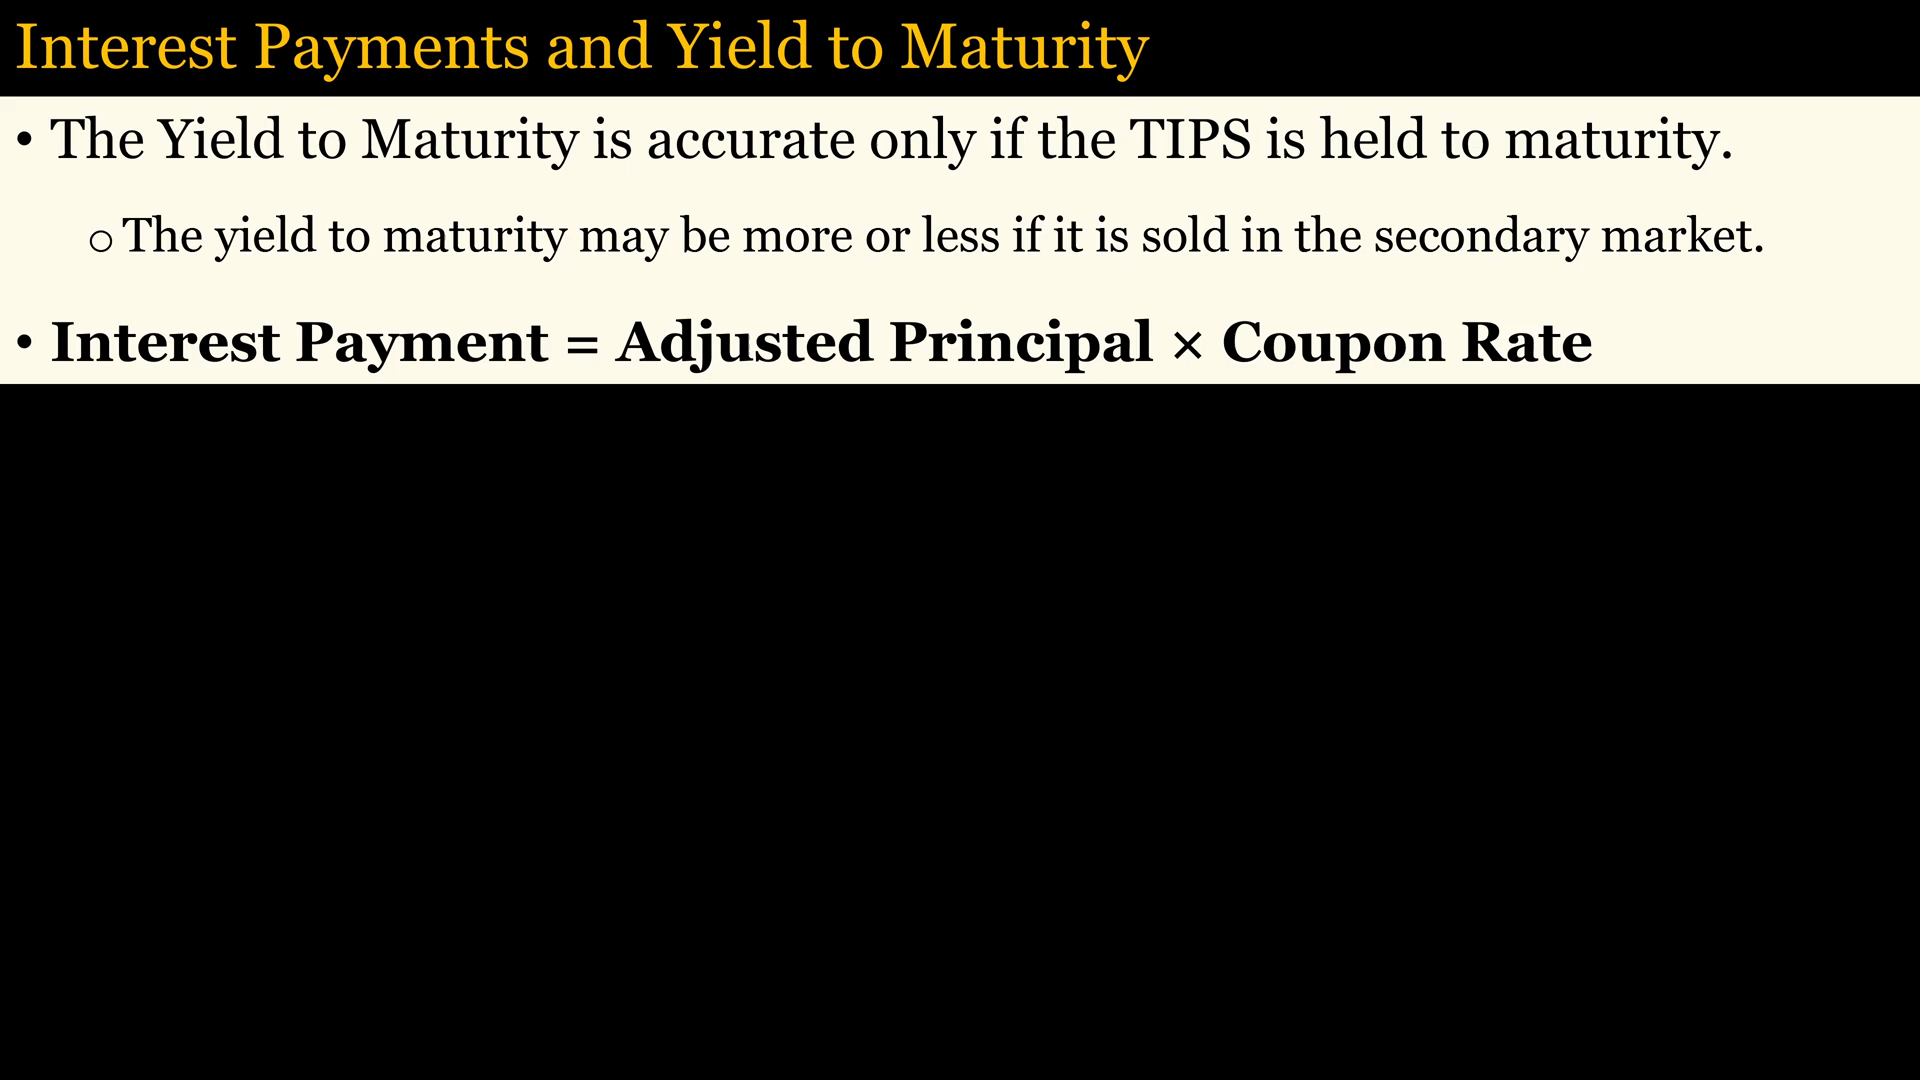 Interest Payments and Yield to Maturity
• The Yield to Maturity is accurate only if the TIPS is held to maturity.
○ The yield to maturity may be more or less if it is sold in the secondary market.
• Interest Payment = Adjusted Principal × Coupon Rate